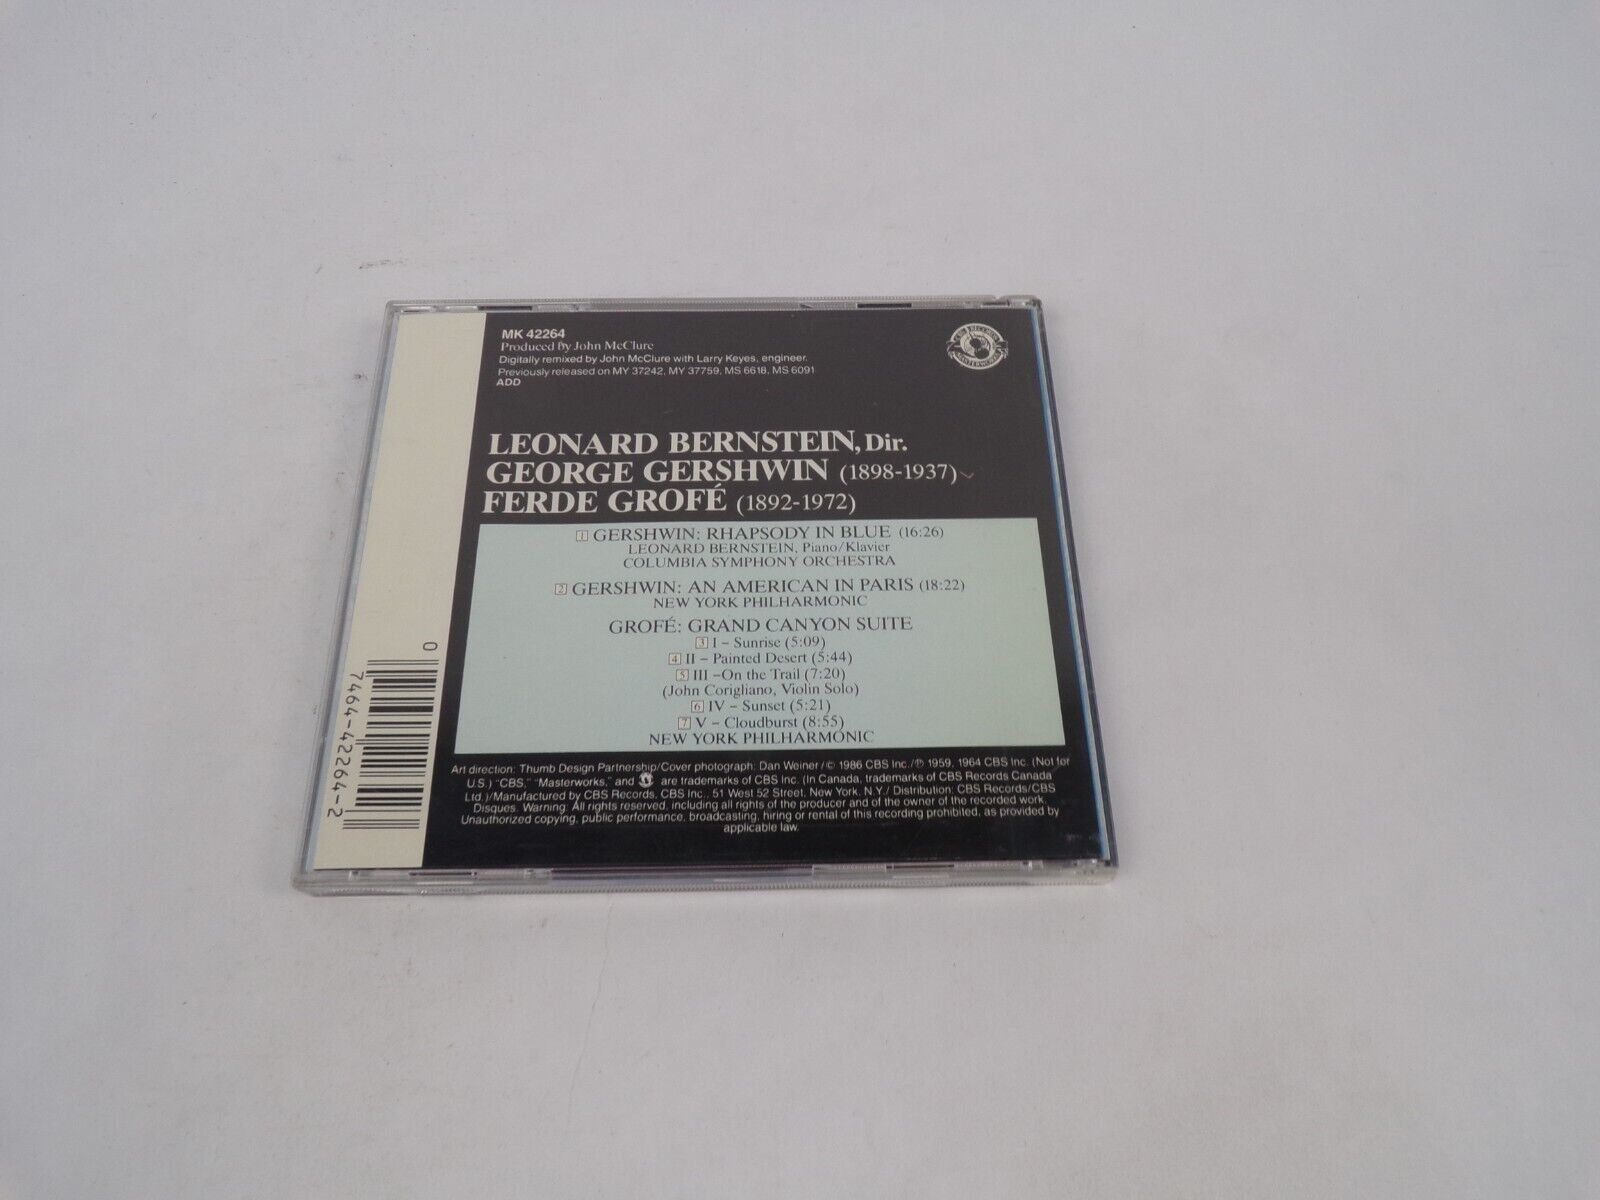 MK 42264
Produced by John McClure
Digitally remixed by John McClure with Larry Keyes, engineer.
Previously released on MY 37242, MY 37759, MS 6618, MS 6091
ADD
LEONARD BERNSTEIN, Dir.
GEORGE GERSHWIN (1898-1937)
FERDE GROFÉ (1892-1972)
1 GERSHWIN: RHAPSODY IN BLUE (16:26)
LEONARD BERNSTEIN, Piano/Klavier
COLUMBIA SYMPHONY ORCHESTRA
2 GERSHWIN: AN AMERICAN IN PARIS (18:22)
NEW YORK PHILHARMONIC
GROFÉ: GRAND CANYON SUITE
3 I – Sunrise (5:09)
4 II – Painted Desert (5:44)
5 III –On the Trail (7:20)
(John Corigliano, Violin Solo)
6 IV – Sunset (5:21)
7 V – Cloudburst (8:55)
NEW YORK PHILHARMONIC
Art direction: Thumb Design Partnership/Cover photograph: Dan Weiner/© 1986 CBS Inc./℗ 1959, 1964 CBS Inc. (Not for
U.S.) "CBS," "Masterworks," and are trademarks of CBS Inc. (In Canada, trademarks of CBS Records Canada
Ltd.)/Manufactured by CBS Records, CBS Inc., 51 West 52 Street, New York, N.Y./ Distribution: CBS Records/CBS
Disques. Warning: All rights reserved, including all rights of the producer and of the owner of the recorded work.
Unauthorized copying, public performance, broadcasting, hiring or rental of this recording prohibited, as provided by
applicable law.
0 7464-42264-2